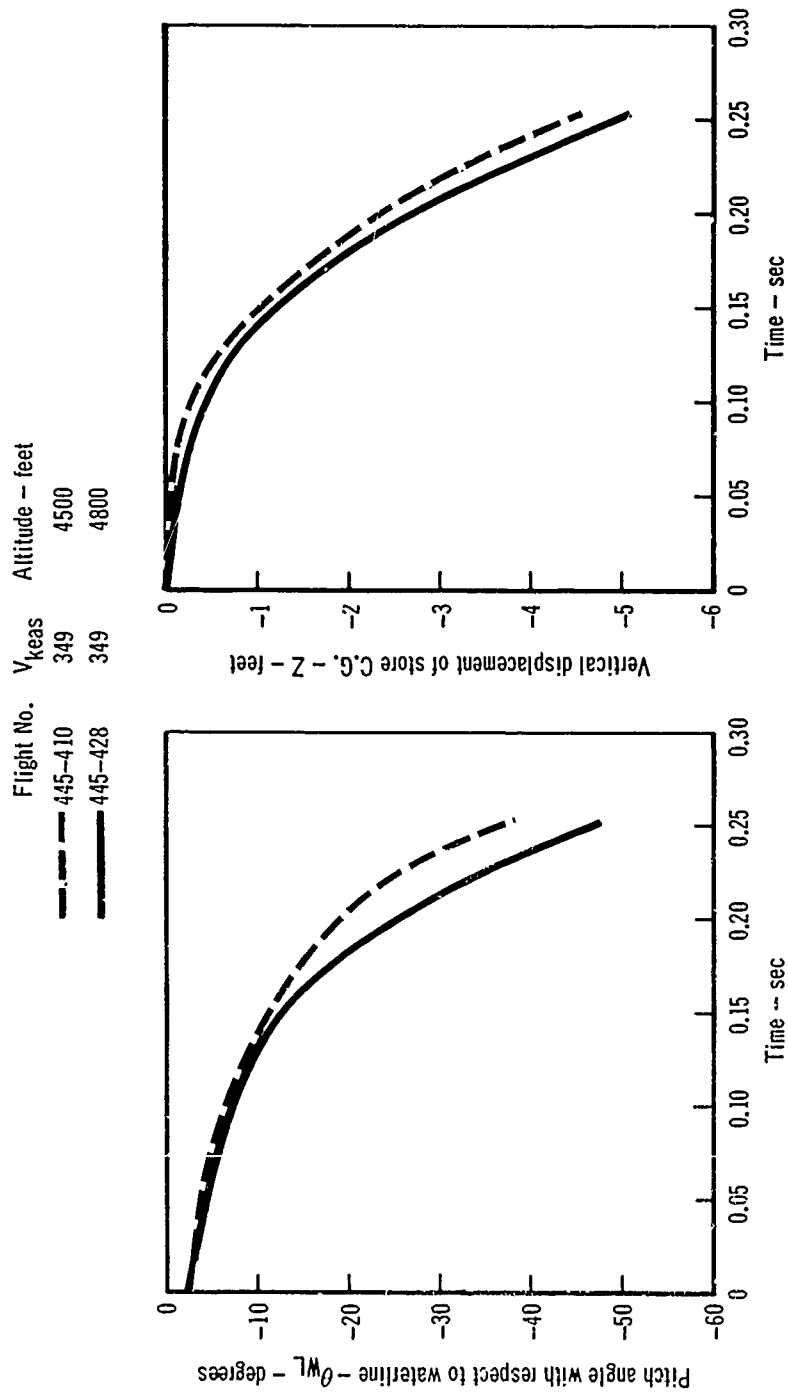 Flight No. V_keas Altitude – feet
445–410 349 4500
445–428 349 4800
Pitch angle with respect to waterline – θ_WL – degrees
0
–10
–20
–30
–40
–50
–60
0 0.05 0.10 0.15 0.20 0.25 0.30
Time -- sec
Vertical displacement of store C.G. – Z – feet
0
–1
–2
–3
–4
–5
–6
0 0.05 0.10 0.15 0.20 0.25 0.30
Time – sec